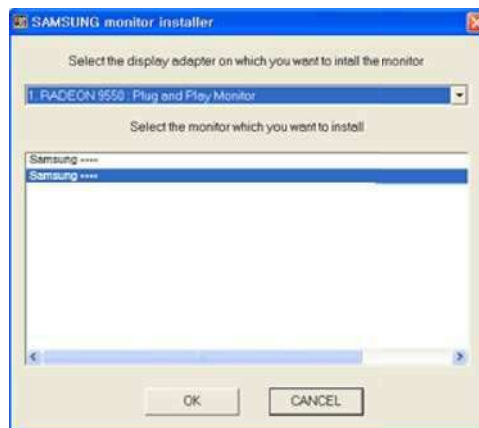 SAMSUNG monitor installer
Select the display adapter on which you want to intall the monitor
1. RADEON 9550 : Plug and Play Monitor
Select the monitor which you want to install
Samsung ----
Samsung ----
OK
CANCEL